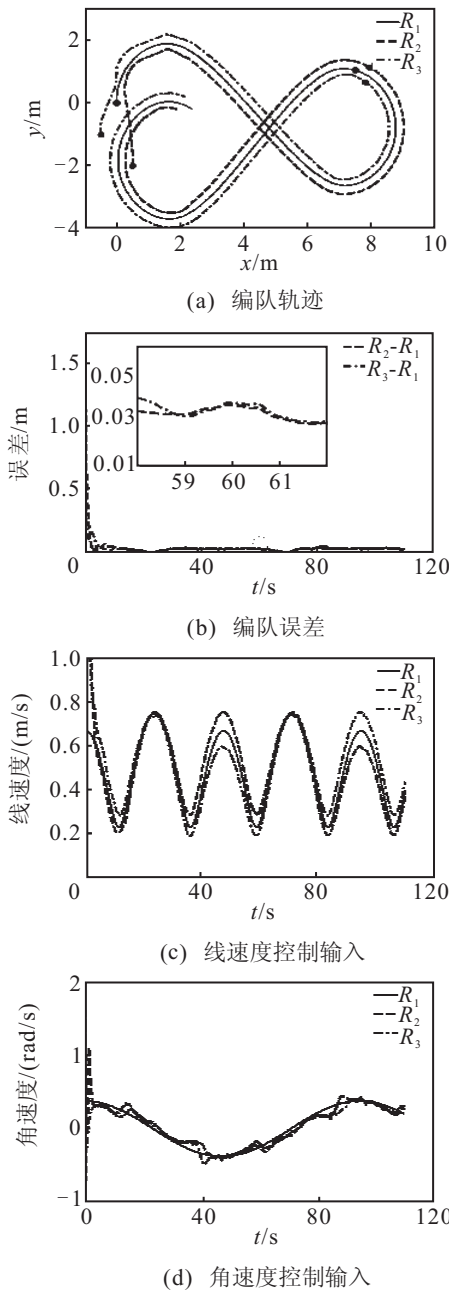 R1
R2
R3
2
0
−2
−4
y/m
0 2 4 6 8 10
x/m
(a) 编队轨迹
R2-R1
R3-R1
1.5
1.0
0.5
0
误差/m
0.05
0.03
0.01
59 60 61
0 40 80 120
t/s
(b) 编队误差
R1
R2
R3
1.0
0.8
0.6
0.4
0.2
线速度/(m/s)
0 40 80 120
t/s
(c) 线速度控制输入
R1
R2
R3
2
1
0
−1
角速度/(rad/s)
0 40 80 120
t/s
(d) 角速度控制输入